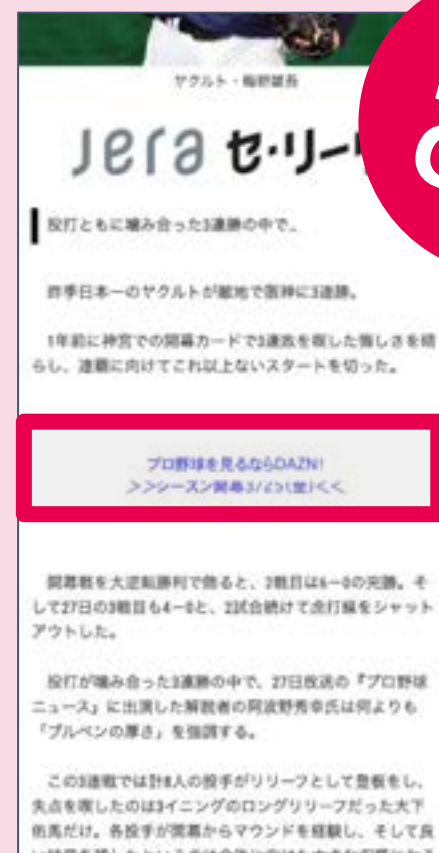 ヤクルト・
Jera セ・リー
投打ともに噛み合った3連勝の中で…
昨季日本一のヤクルトが敵地で阪神に3連勝。
1年前に神宮での開幕カードで3連敗を喫した悔しさを晴
らし、連覇に向けてこれ以上ないスタートを切った。
プロ野球を見るならDAZN!
>>シーズン開幕3/25(金)<<
開幕戦を大逆転勝利で飾ると、2戦目は6−0の完勝。そ
して27日の3戦目も4−0と、2試合続けて虎打線をシャット
アウトした。
投打が噛み合った3連勝の中で、27日放送の『プロ野球
ニュース』に出演した解説者の阿波野秀幸氏は何よりも
「ブルペンの厚さ」を強調する。
この3連戦では計8人の投手がリリーフとして登板をし、
失点を喫したのは3イニングのロングリリーフだった大下
佑馬だけ。各投手が開幕からマウンドを経験し、そして良